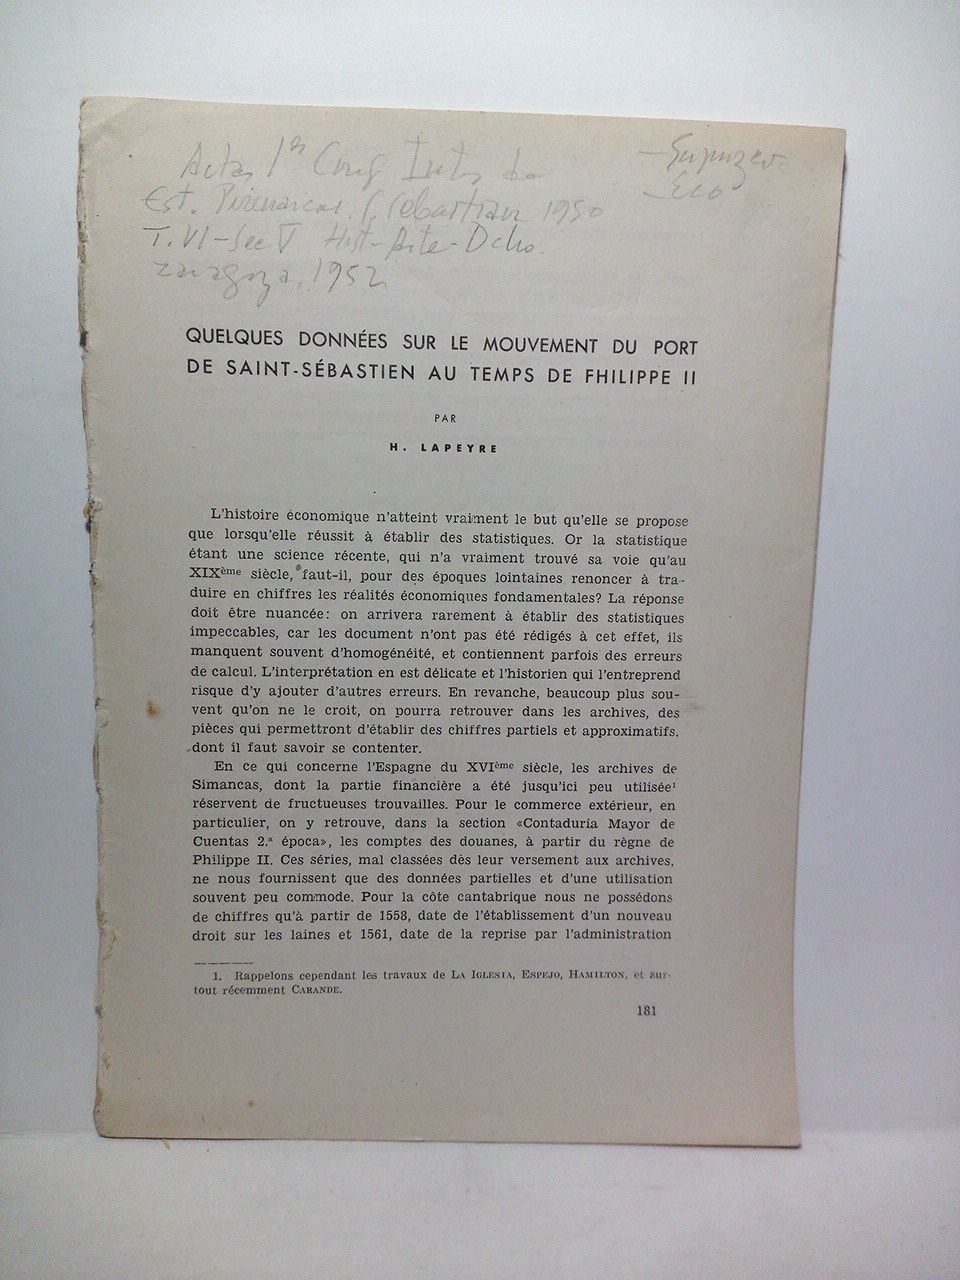 Actas 1er Cong Inter de
Est. Pirenaicos. S. Sebastian 1950
T. VI-Sec V Hist-Arte-Dcho.
Zaragoza, 1952
Eco
QUELQUES DONNÉES SUR LE MOUVEMENT DU PORT
DE SAINT-SÉBASTIEN AU TEMPS DE FHILIPPE II
PAR
H. LAPEYRE
L'histoire économique n'atteint vraiment le but qu'elle se propose
que lorsqu'elle réussit à établir des statistiques. Or la statistique
étant une science récente, qui n'a vraiment trouvé sa voie qu'au
XIXème siècle, faut-il, pour des époques lointaines renoncer à tra-
duire en chiffres les réalités économiques fondamentales? La réponse
doit être nuancée: on arrivera rarement à établir des statistiques
impeccables, car les document n'ont pas été rédigés à cet effet, ils
manquent souvent d'homogénéité, et contiennent parfois des erreurs
de calcul. L'interprétation en est délicate et l'historien qui l'entreprend
risque d'y ajouter d'autres erreurs. En revanche, beaucoup plus sou-
vent qu'on ne le croit, on pourra retrouver dans les archives, des
pièces qui permettront d'établir des chiffres partiels et approximatifs.
dont il faut savoir se contenter.
En ce qui concerne l'Espagne du XVIème siècle, les archives de
Simancas, dont la partie financière a été jusqu'ici peu utilisée¹
réservent de fructueuses trouvailles. Pour le commerce extérieur, en
particulier, on y retrouve, dans la section «Contaduría Mayor de
Cuentas 2.ª época», les comptes des douanes, à partir du règne de
Philippe II. Ces séries, mal classées dès leur versement aux archives,
ne nous fournissent que des données partielles et d'une utilisation
souvent peu commode. Pour la côte cantabrique nous ne possédons
de chiffres qu'à partir de 1558, date de l'établissement d'un nouveau
droit sur les laines et 1561, date de la reprise par l'administration
1. Rappelons cependant les travaux de LA IGLESIA, ESPEJO, HAMILTON, et sur-
tout récemment CARANDE.
181